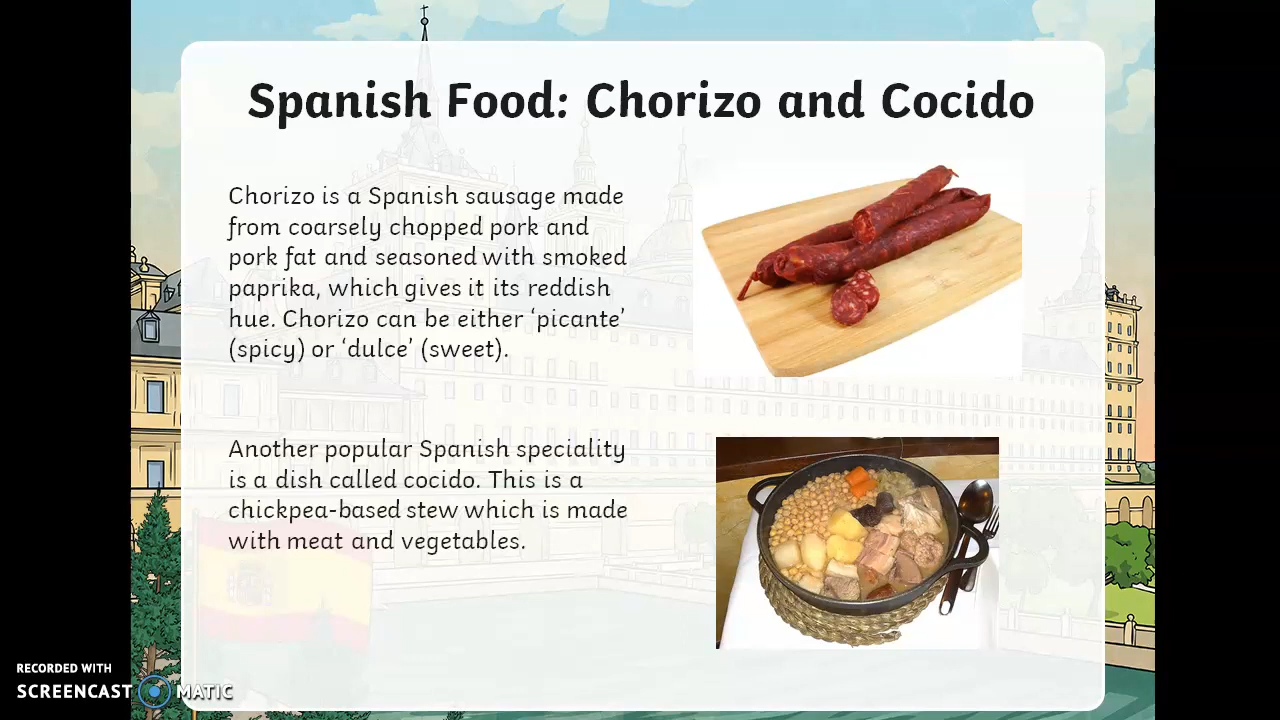 Spanish Food: Chorizo and Cocido
Chorizo is a Spanish sausage made
from coarsely chopped pork and
pork fat and seasoned with smoked
paprika, which gives it its reddish
hue. Chorizo can be either ‘picante’
(spicy) or ‘dulce’ (sweet).
Another popular Spanish speciality
is a dish called cocido. This is a
chickpea-based stew which is made
with meat and vegetables.
RECORDED WITH
SCREENCAST MATIC